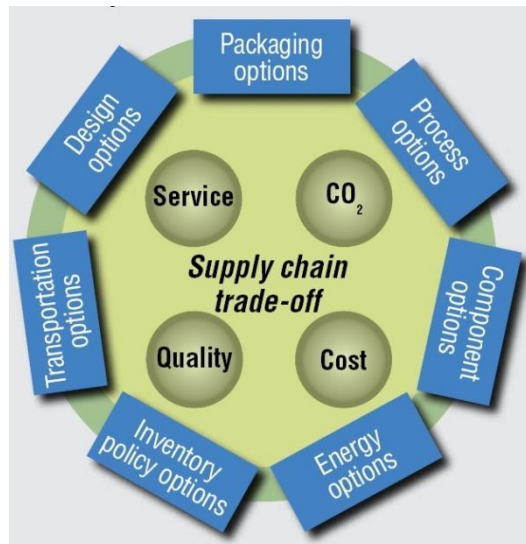 Packaging
options
Process
options
Component
options
Energy
options
Inventory
policy options
Transportation
options
Design
options
Service
CO₂
Supply chain
trade-off
Quality
Cost